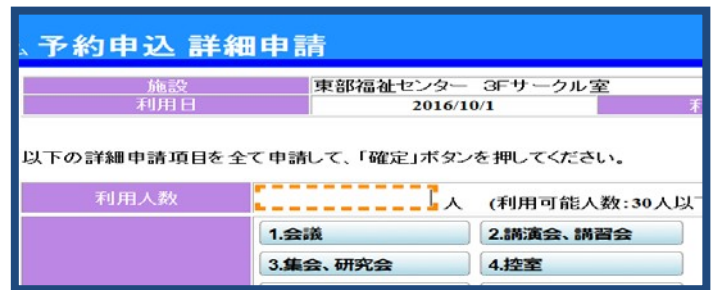 予約申込 詳細申請
施設 東部福祉センター 3Fサークル室
利用日 2016/10/1
以下の詳細申請項目を全て申請して、「確定」ボタンを押してください。
利用人数 人 (利用可能人数:30人以
1.会議 2.講演会、講習会
3.集会、研究会 4.控室